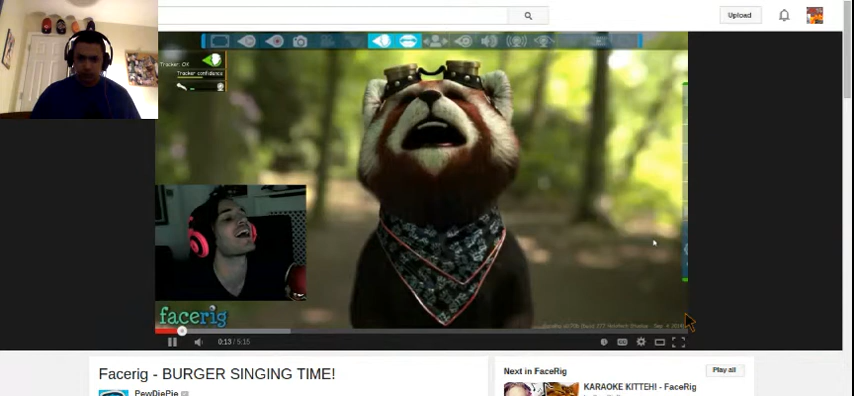 Upload
Tracker: OK
Tracker confidence
facerig
0:13 / 5:15
Facerig - BURGER SINGING TIME!
Next in FaceRig
Play all
PewDiePie
KARAOKE KITTEH! - FaceRig